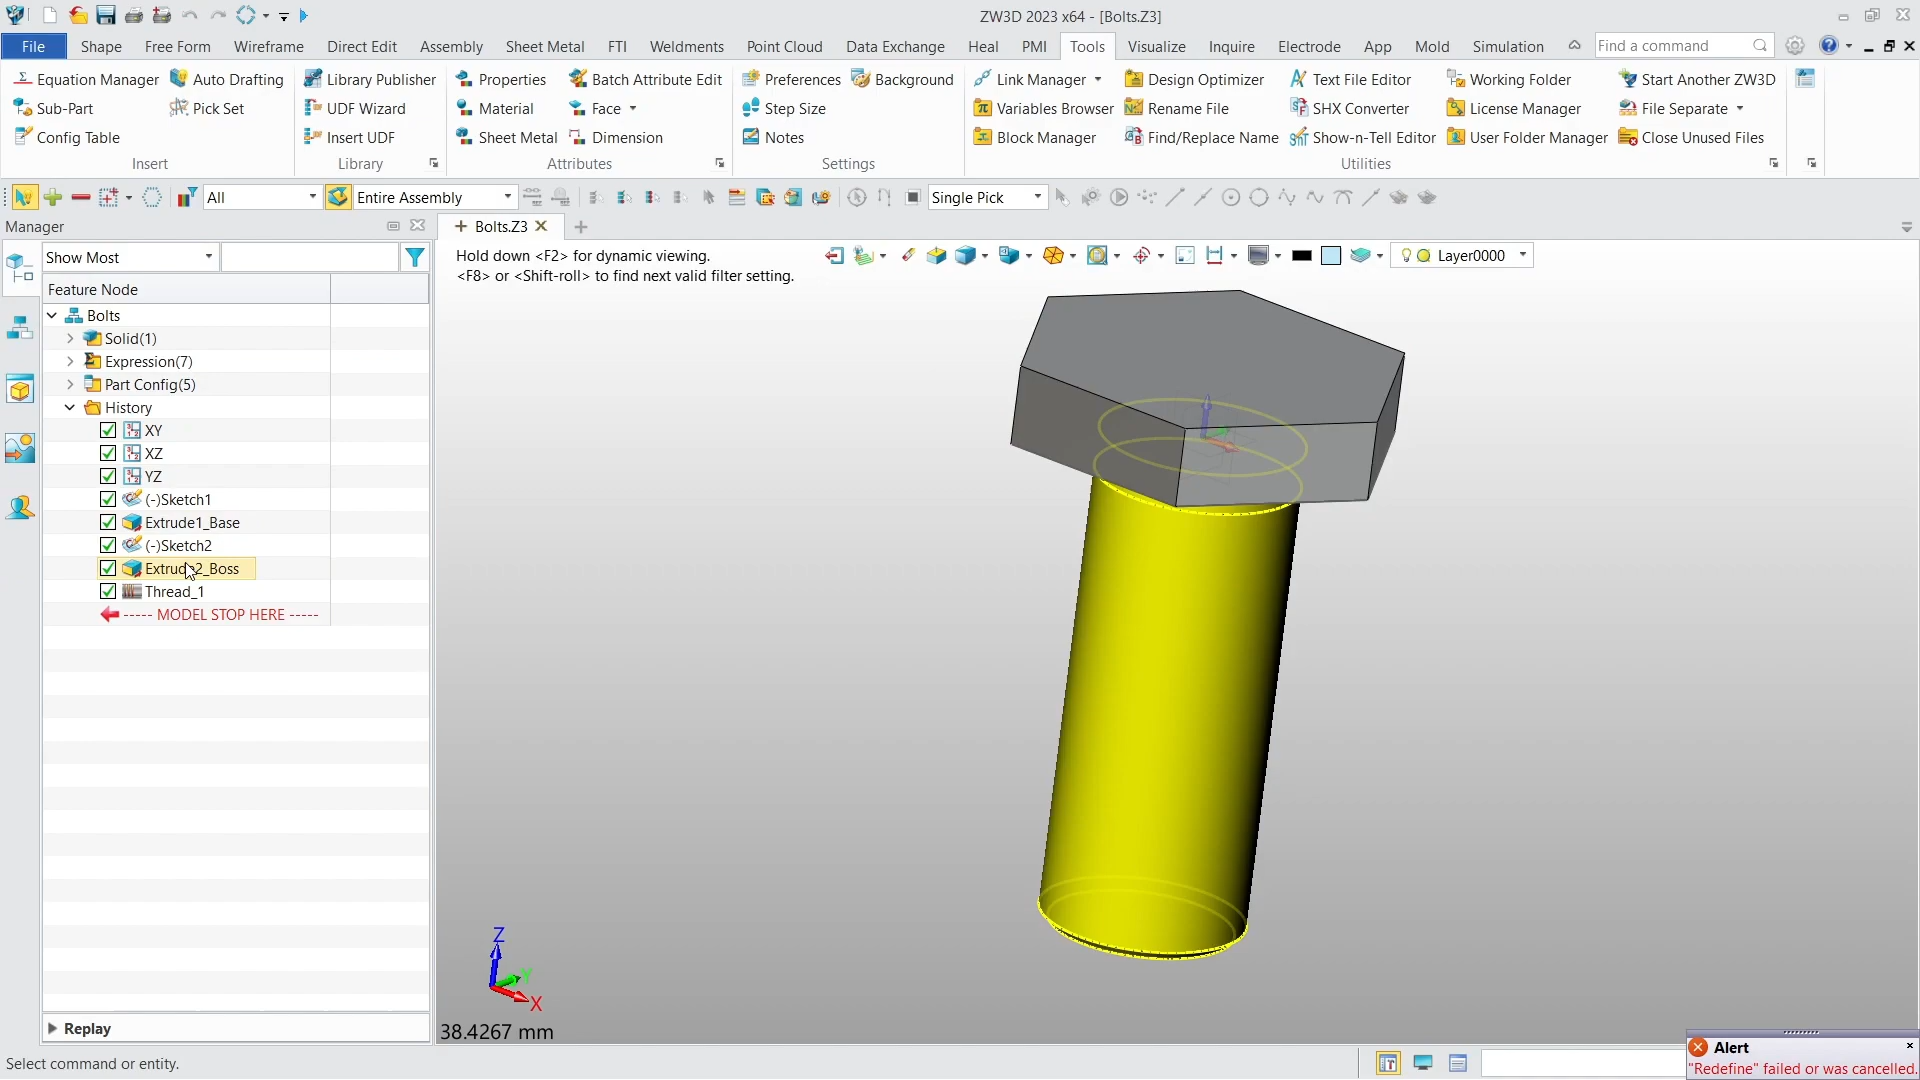 ZW3D 2023 x64 - [Bolts.Z3]
File Shape Free Form Wireframe Direct Edit Assembly Sheet Metal FTI Weldments Point Cloud Data Exchange Heal PMI Tools Visualize Inquire Electrode App Mold Simulation Find a command
Equation Manager Auto Drafting Library Publisher Properties Batch Attribute Edit Preferences Background Link Manager Design Optimizer Text File Editor Working Folder Start Another ZW3D
Sub-Part Pick Set UDF Wizard Material Face Step Size Variables Browser Rename File SHX Converter License Manager File Separate
Config Table Insert UDF Sheet Metal Dimension Notes Block Manager Find/Replace Name Show-n-Tell Editor User Folder Manager Close Unused Files
Insert Library Attributes Settings Utilities
All Entire Assembly Single Pick
Manager Bolts.Z3
Show Most
Hold down <F2> for dynamic viewing.
<F8> or <Shift-roll> to find next valid filter setting.
Layer0000
Feature Node
Bolts
Solid(1)
Expression(7)
Part Config(5)
History
XY
XZ
YZ
(-)Sketch1
Extrude1_Base
(-)Sketch2
Extrude2_Boss
Thread_1
----- MODEL STOP HERE -----
Z
Y
X
38.4267 mm
Replay
Select command or entity.
Alert
"Redefine" failed or was cancelled.